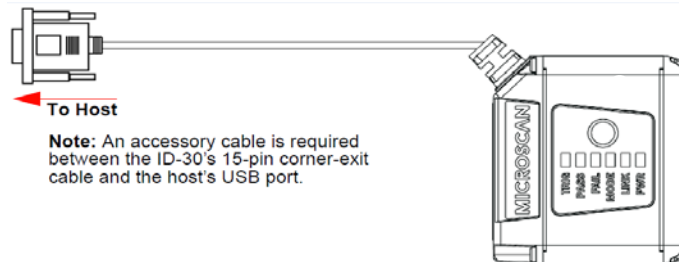 To Host
Note: An accessory cable is required
between the ID-30's 15-pin corner-exit
cable and the host's USB port.
MICROSCAN
TRIG
PASS
FAIL
MODE
LINK
PWR